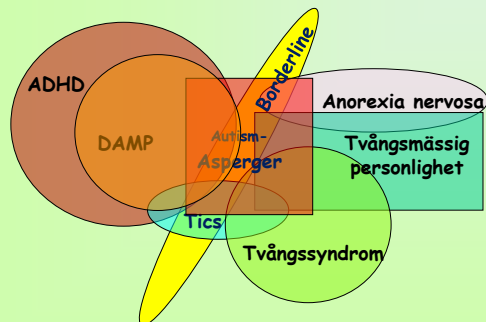 Borderline
ADHD
Anorexia nervosa
DAMP
Autism-
Asperger
Tvångsmässig
personlighet
Tics
Tvångssyndrom